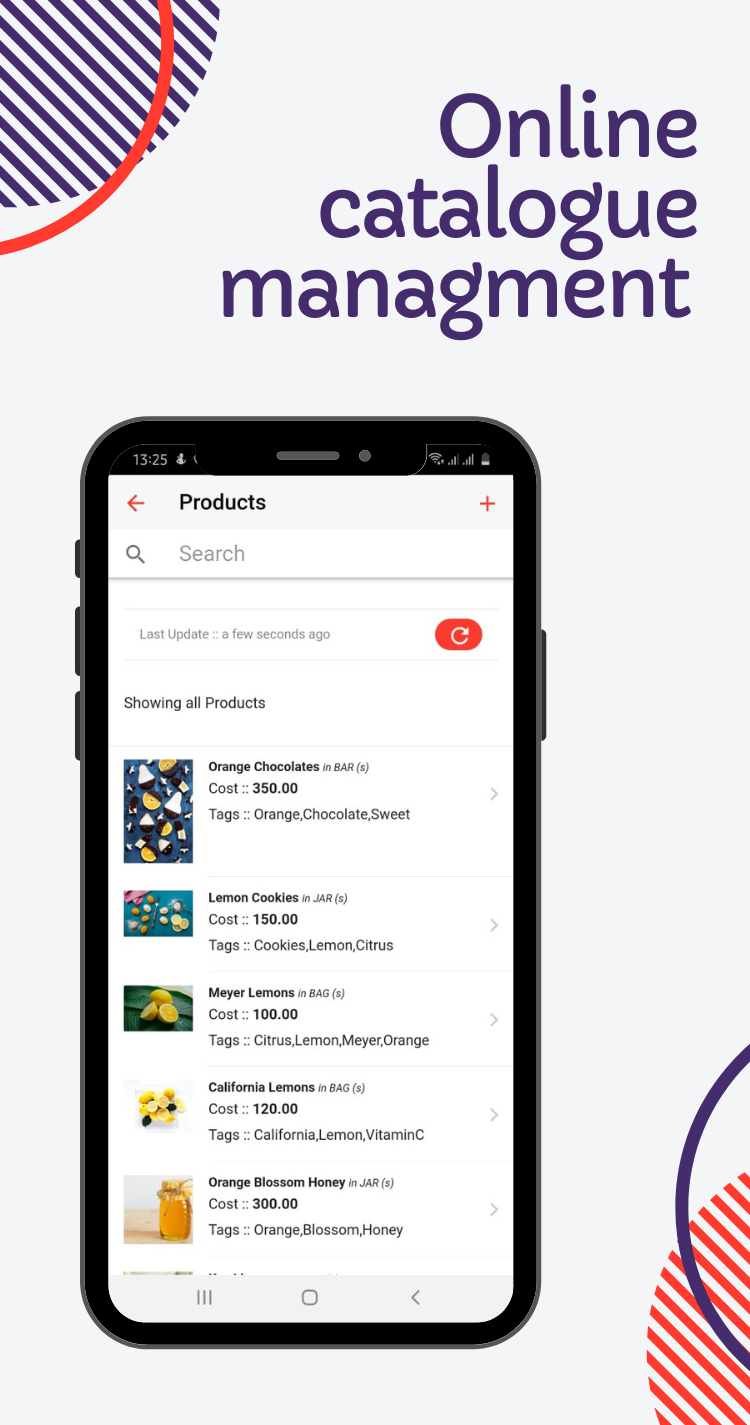 Online
catalogue
managment
13:25
Products
Search
Last Update :: a few seconds ago
Showing all Products
Orange Chocolates in BAR (s)
Cost :: 350.00
Tags :: Orange,Chocolate,Sweet
Lemon Cookies in JAR (s)
Cost :: 150.00
Tags :: Cookies,Lemon,Citrus
Meyer Lemons in BAG (s)
Cost :: 100.00
Tags :: Citrus,Lemon,Meyer,Orange
California Lemons in BAG (s)
Cost :: 120.00
Tags :: California,Lemon,VitaminC
Orange Blossom Honey in JAR (s)
Cost :: 300.00
Tags :: Orange,Blossom,Honey